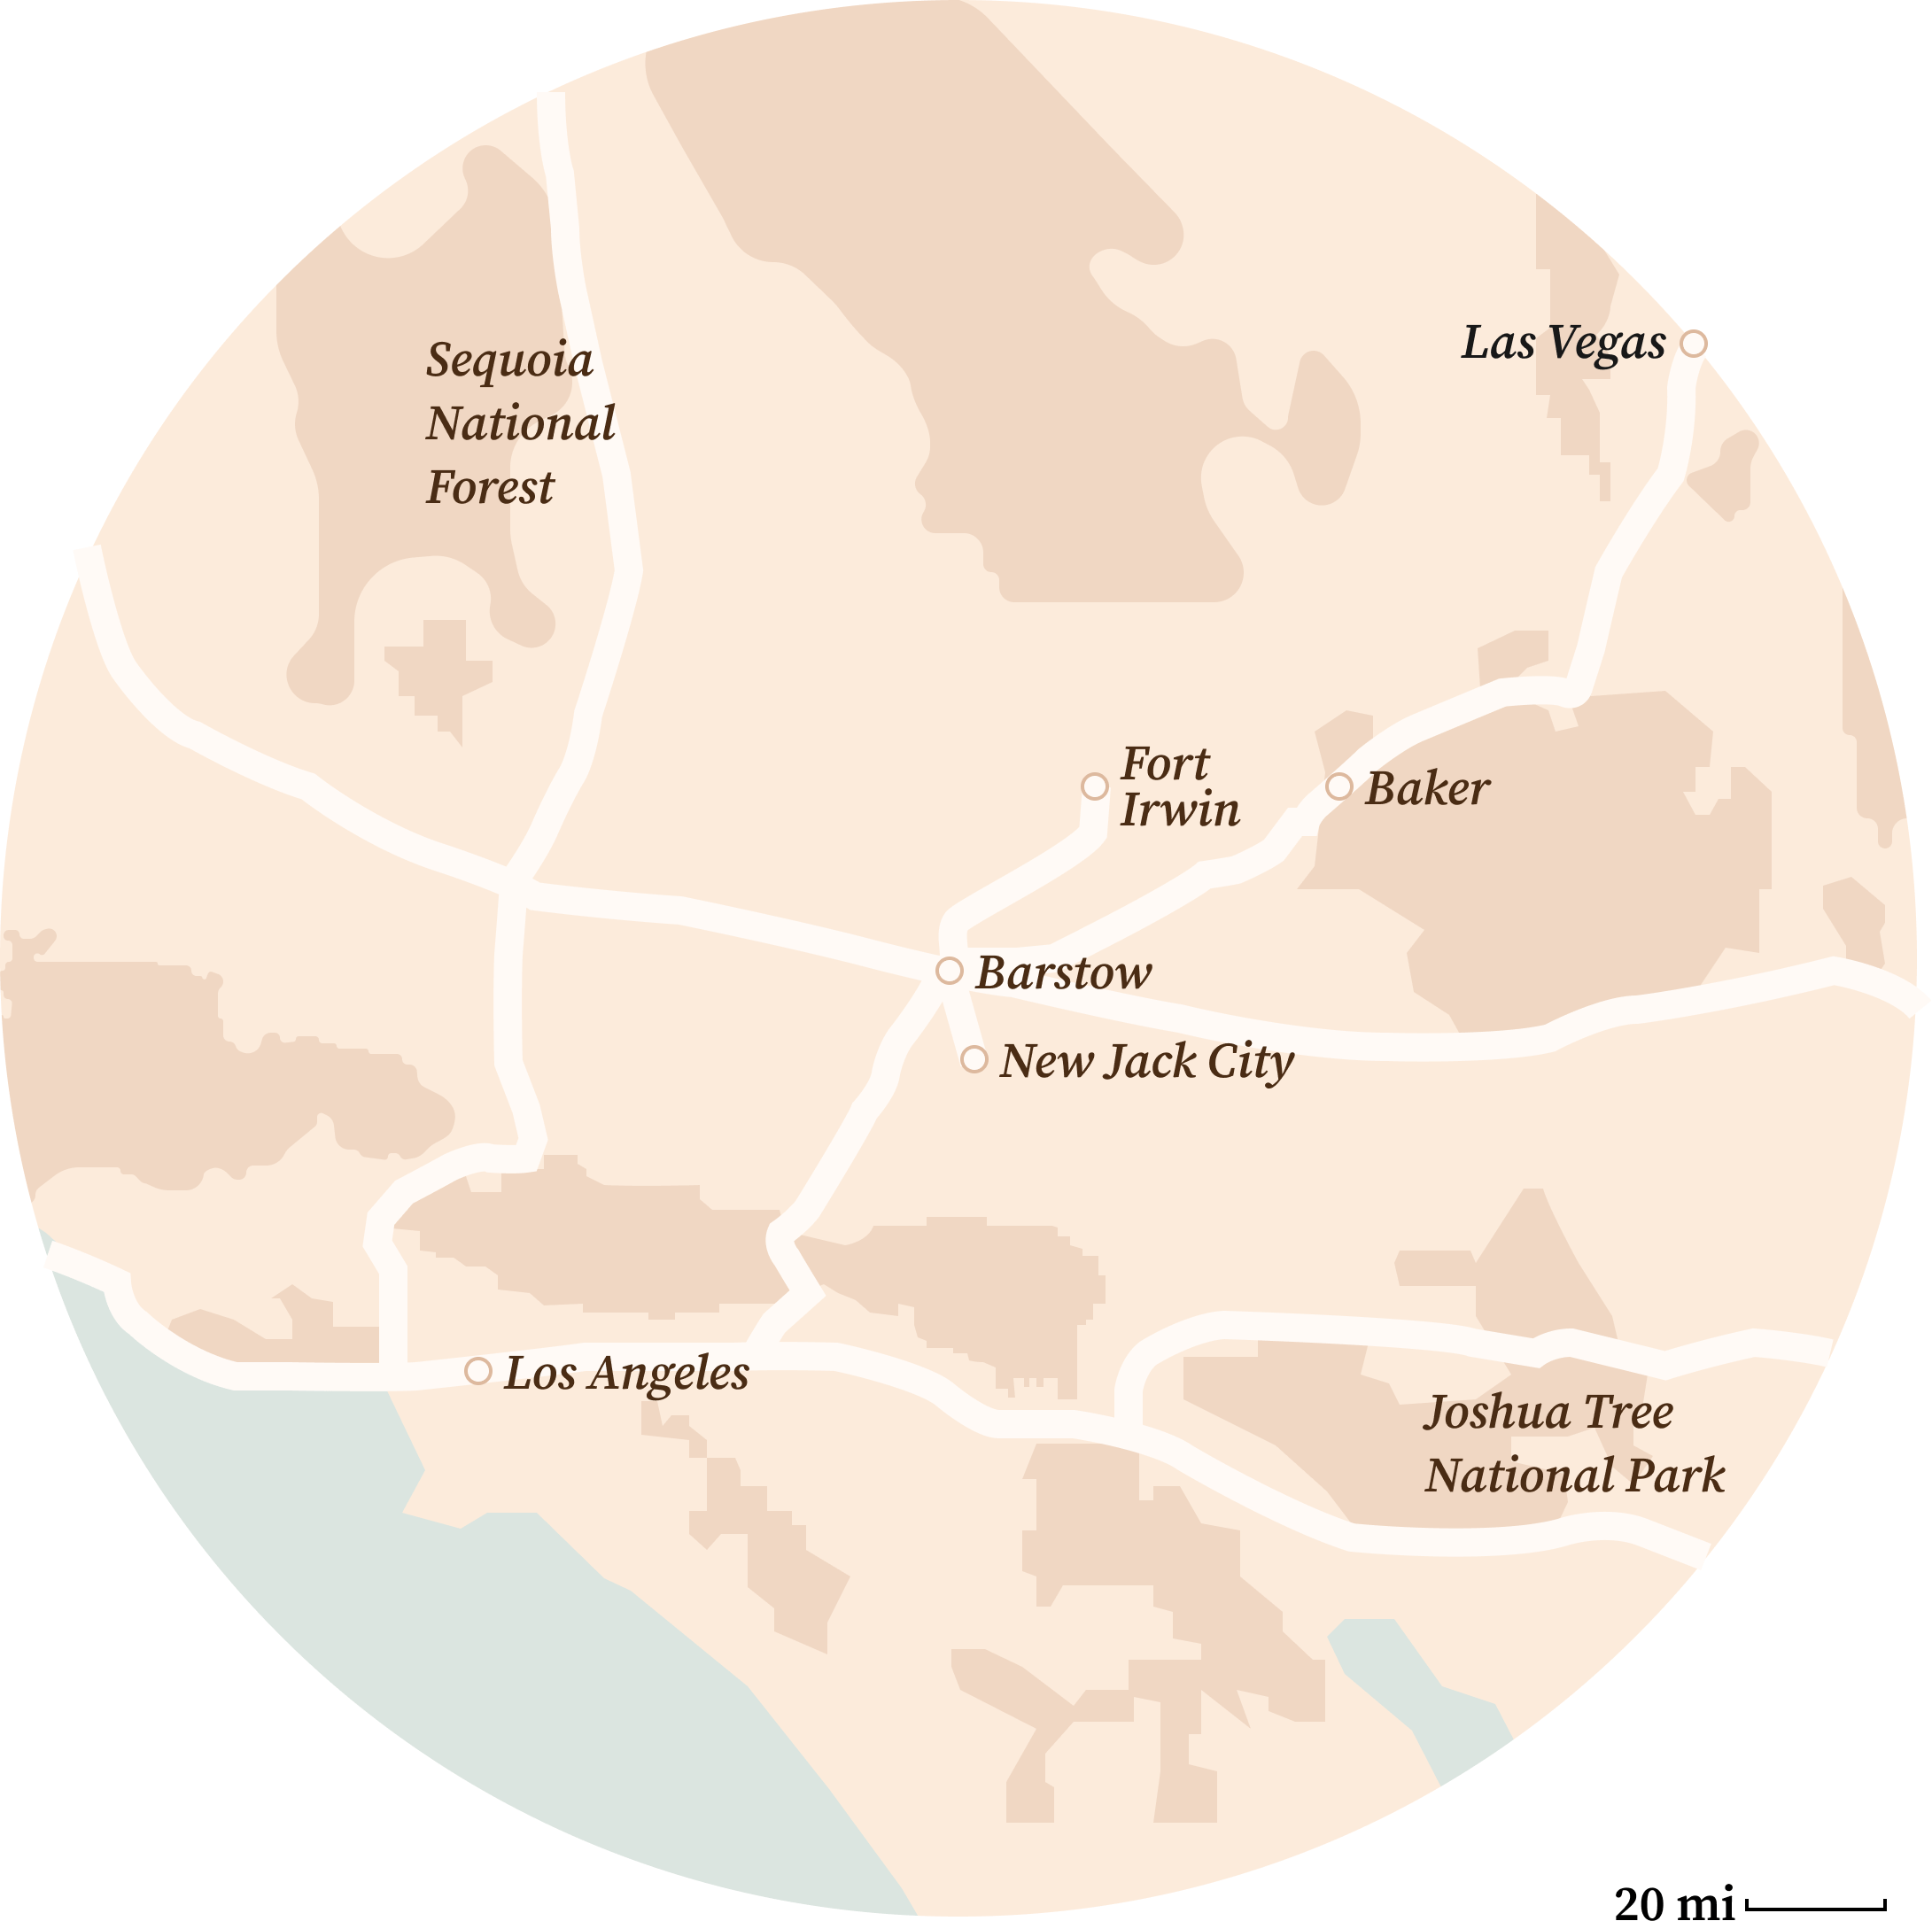 Las Vegas
Sequoia
National
Forest
Fort
Irwin
Baker
Barstow
New Jack City
Los Angeles
Joshua Tree
National Park
20 mi